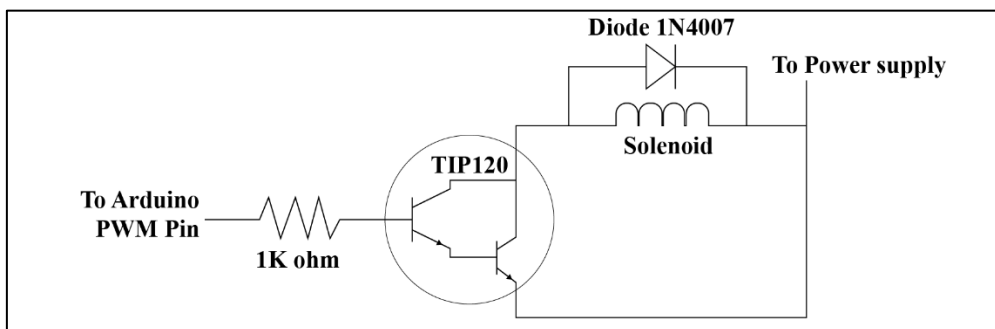 Diode 1N4007
To Power supply
Solenoid
TIP120
To Arduino
PWM Pin
1K ohm